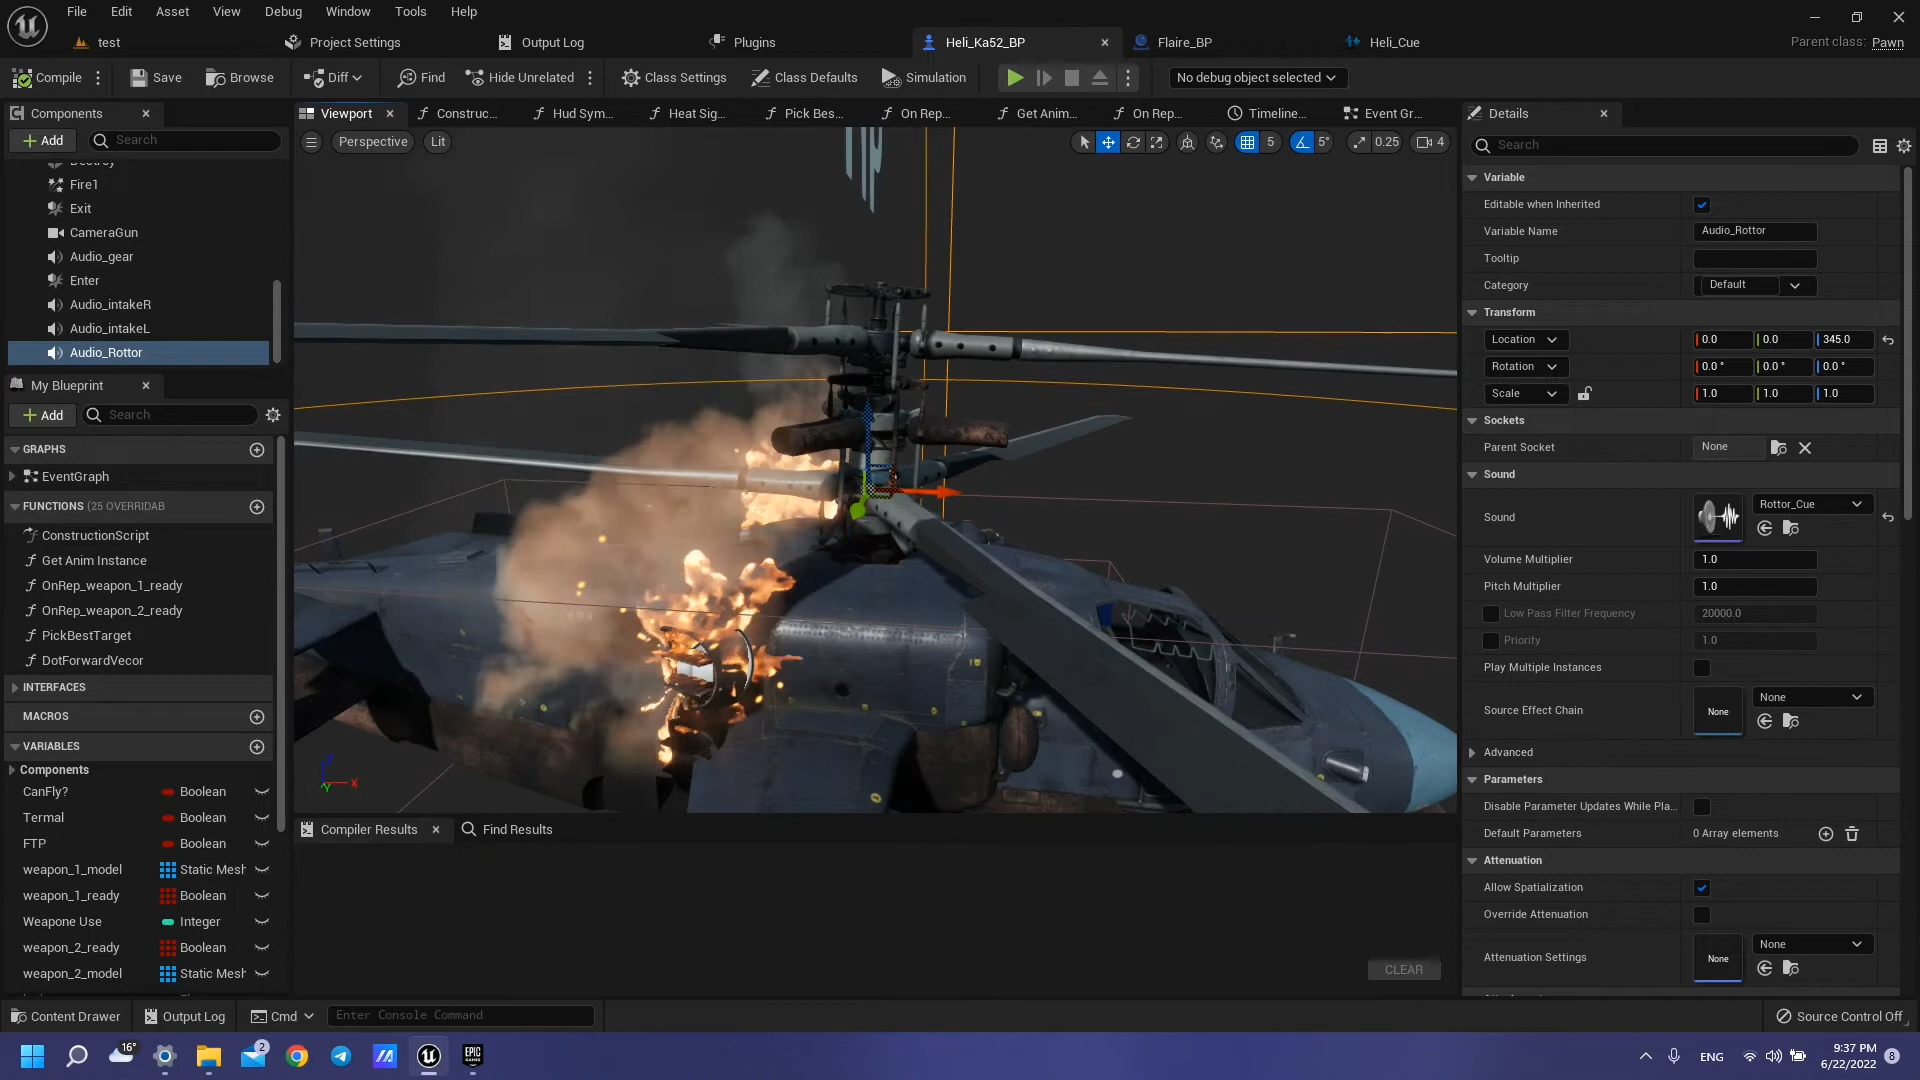 File Edit Asset View Debug Window Tools Help
test Project Settings Output Log Plugins Heli_Ka52_BP Flaire_BP Heli_Cue Parent class: Pawn
Compile Save Browse Diff Find Hide Unrelated Class Settings Class Defaults Simulation No debug object selected
Components
Add Search
Destroy
Fire1
Exit
CameraGun
Audio_gear
Enter
Audio_intakeR
Audio_intakeL
Audio_Rottor
My Blueprint
Add Search
GRAPHS
EventGraph
FUNCTIONS (25 OVERRIDAB
ConstructionScript
Get Anim Instance
OnRep_weapon_1_ready
OnRep_weapon_2_ready
PickBestTarget
DotForwardVecor
INTERFACES
MACROS
VARIABLES
Components
CanFly? Boolean
Termal Boolean
FTP Boolean
weapon_1_model Static Mesh
weapon_1_ready Boolean
Weapone Use Integer
weapon_2_ready Boolean
weapon_2_model Static Mesh
Viewport Construc... Hud Sym... Heat Sig... Pick Bes... On Rep... Get Anim... On Rep... Timeline... Event Gr...
Perspective Lit 5 5° 0.25 4
Z
X
Y
Compiler Results Find Results
CLEAR
Details
Search
Variable
Editable when Inherited
Variable Name Audio_Rottor
Tooltip
Category Default
Transform
Location 0.0 0.0 345.0
Rotation 0.0 ° 0.0 ° 0.0 °
Scale 1.0 1.0 1.0
Sockets
Parent Socket None
Sound
Sound Rottor_Cue
Volume Multiplier 1.0
Pitch Multiplier 1.0
Low Pass Filter Frequency 20000.0
Priority 1.0
Play Multiple Instances
Source Effect Chain None None
Advanced
Parameters
Disable Parameter Updates While Pla...
Default Parameters 0 Array elements
Attenuation
Allow Spatialization
Override Attenuation
Attenuation Settings None None
Content Drawer Output Log Cmd Enter Console Command Source Control Off
16° 2 EPIC GAMES ENG 9:37 PM
6/22/2022 8